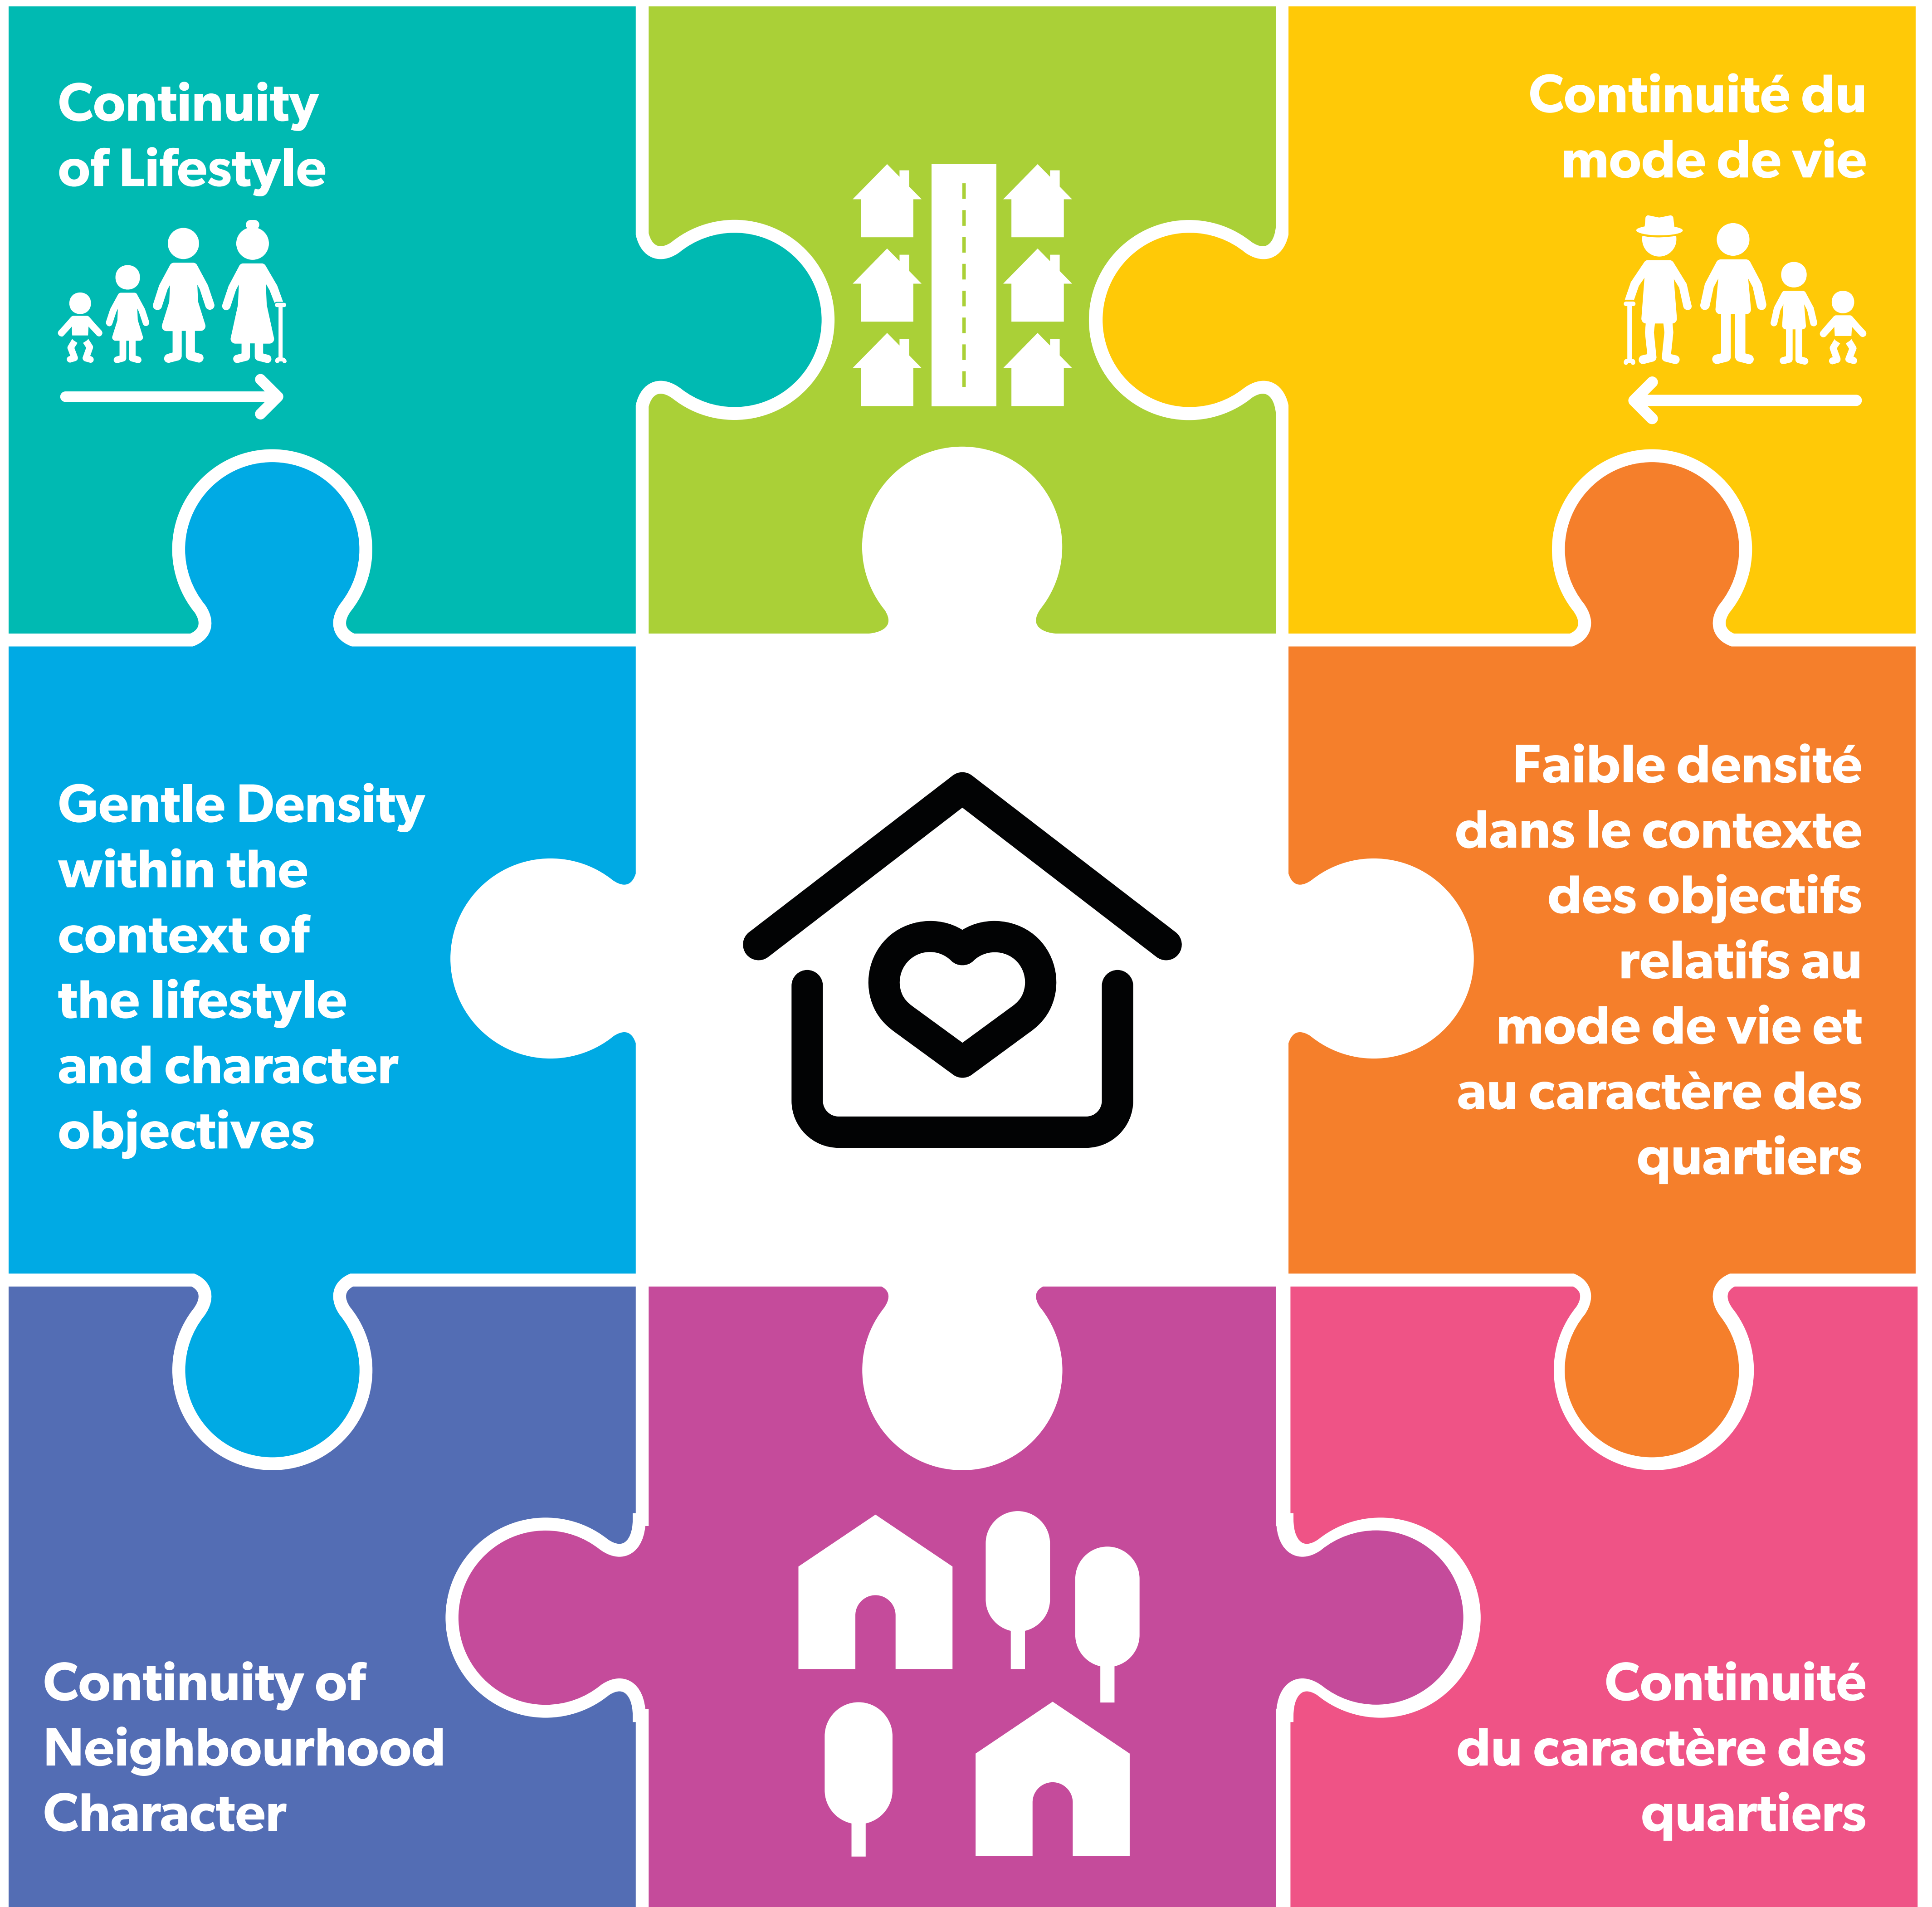 Continuity
of Lifestyle
Continuité du
mode de vie
Gentle Density
within the
context of
the lifestyle
and character
objectives
Faible densité
dans le contexte
des objectifs
relatifs au
mode de vie et
au caractère des
quartiers
Continuity of
Neighbourhood
Character
Continuité
du caractère des
quartiers